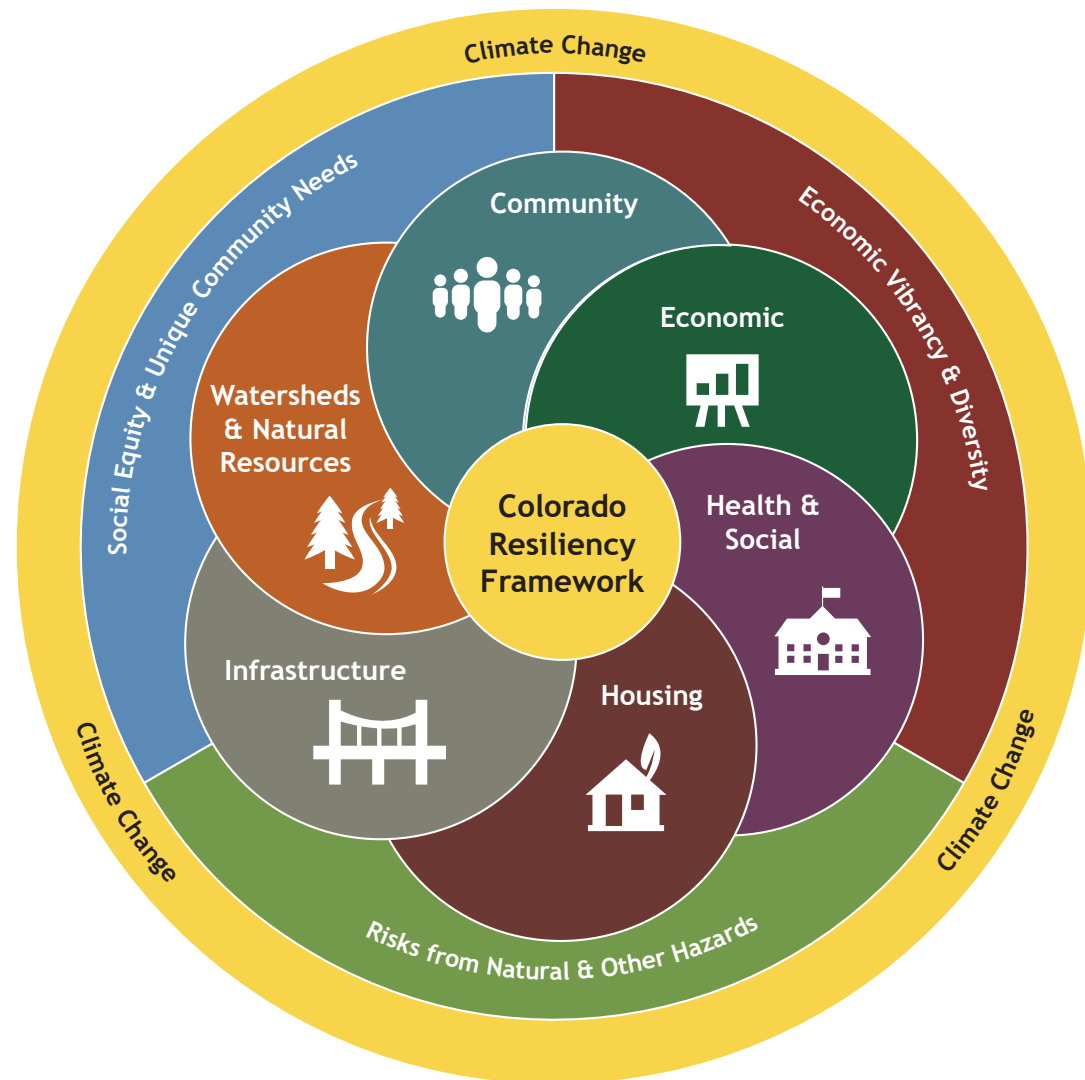 Climate Change
Social Equity & Unique Community Needs
Economic Vibrancy & Diversity
Community
Economic
Watersheds
& Natural
Resources
Health &
Social
Colorado
Resiliency
Framework
Infrastructure
Housing
Climate Change
Climate Change
Risks from Natural & Other Hazards